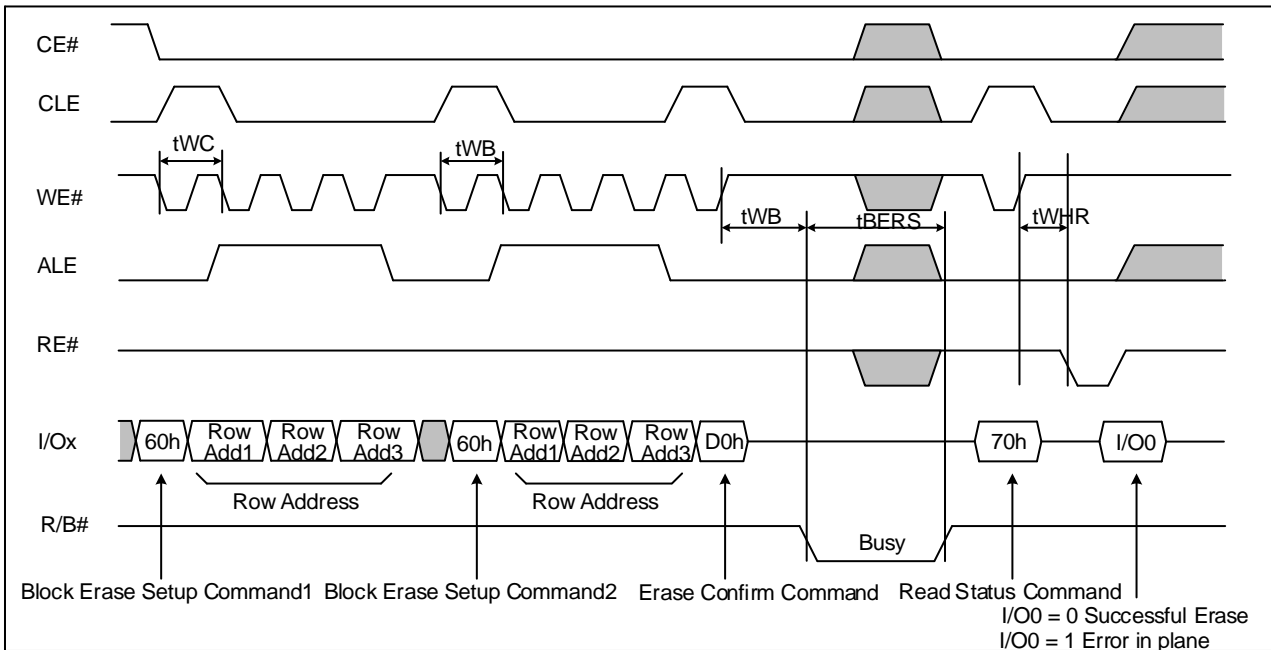 CE#
CLE
tWC
tWB
WE#
tWB
tBERS
tWHR
ALE
RE#
I/Ox
60h
Row Add1
Row Add2
Row Add3
60h
Row Add1
Row Add2
Row Add3
D0h
70h
I/O0
Row Address
Row Address
R/B#
Busy
Block Erase Setup Command1
Block Erase Setup Command2
Erase Confirm Command
Read Status Command
I/O0 = 0 Successful Erase
I/O0 = 1 Error in plane